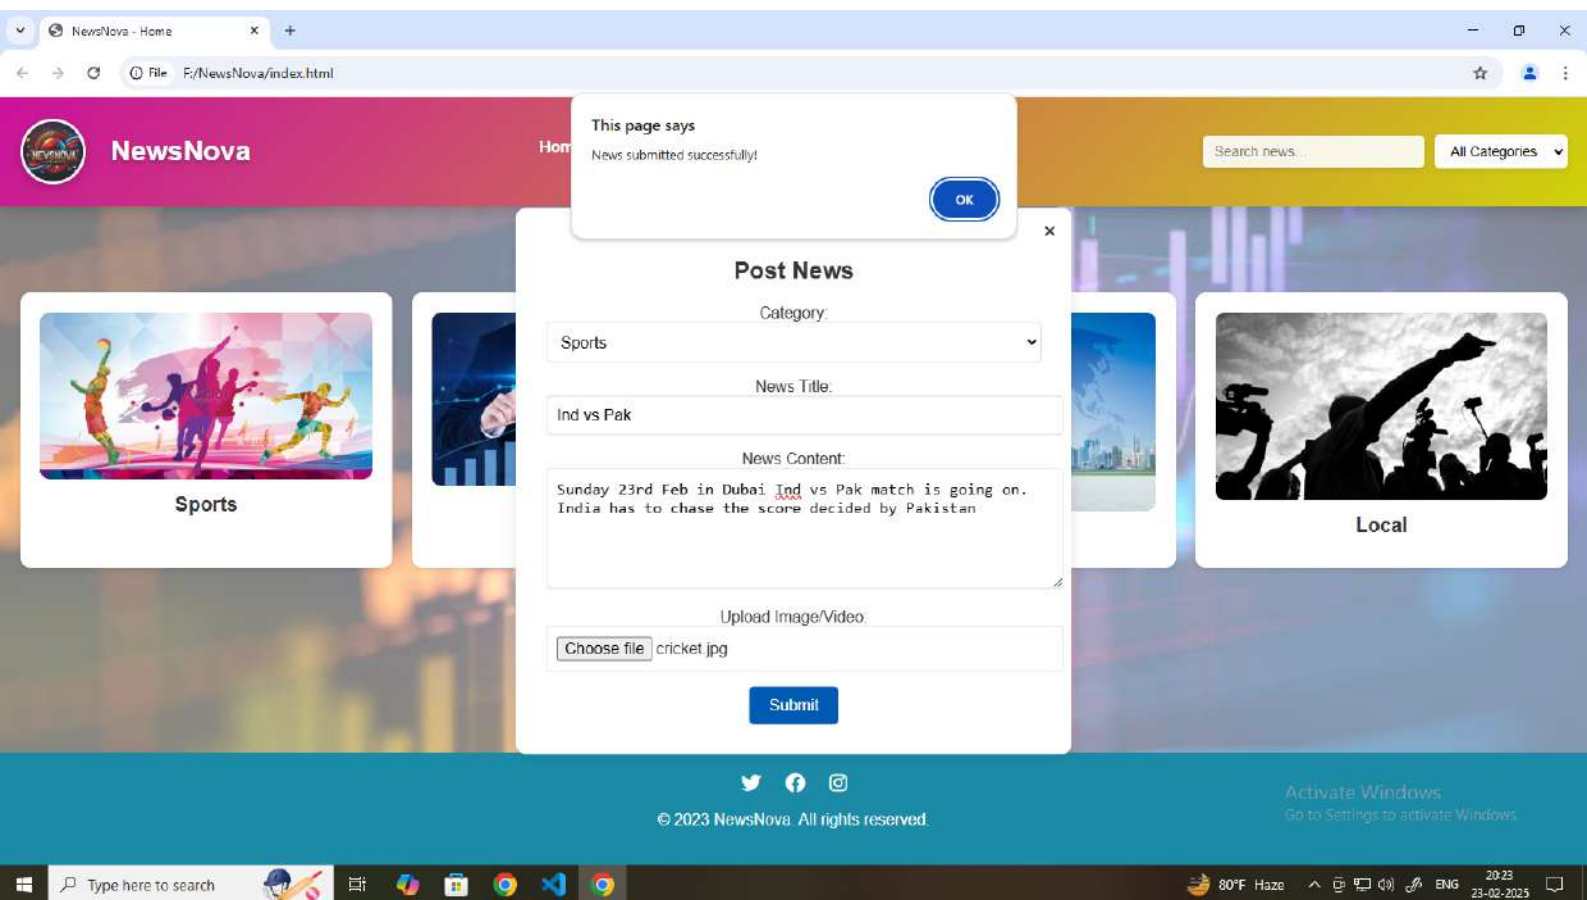 NewsNova - Home
File F:/NewsNova/index.html
This page says
News submitted successfully!
OK
NEWSNOVA
NewsNova
Search news...
All Categories
Post News
Category:
Sports
News Title:
Ind vs Pak
News Content:
Sunday 23rd Feb in Dubai Ind vs Pak match is going on.
India has to chase the score decided by Pakistan
Upload Image/Video:
Choose file cricket.jpg
Submit
Sports
Local
© 2023 NewsNova. All rights reserved.
Activate Windows
Go to Settings to activate Windows.
Type here to search
80°F Haze
ENG
20:23
23-02-2025